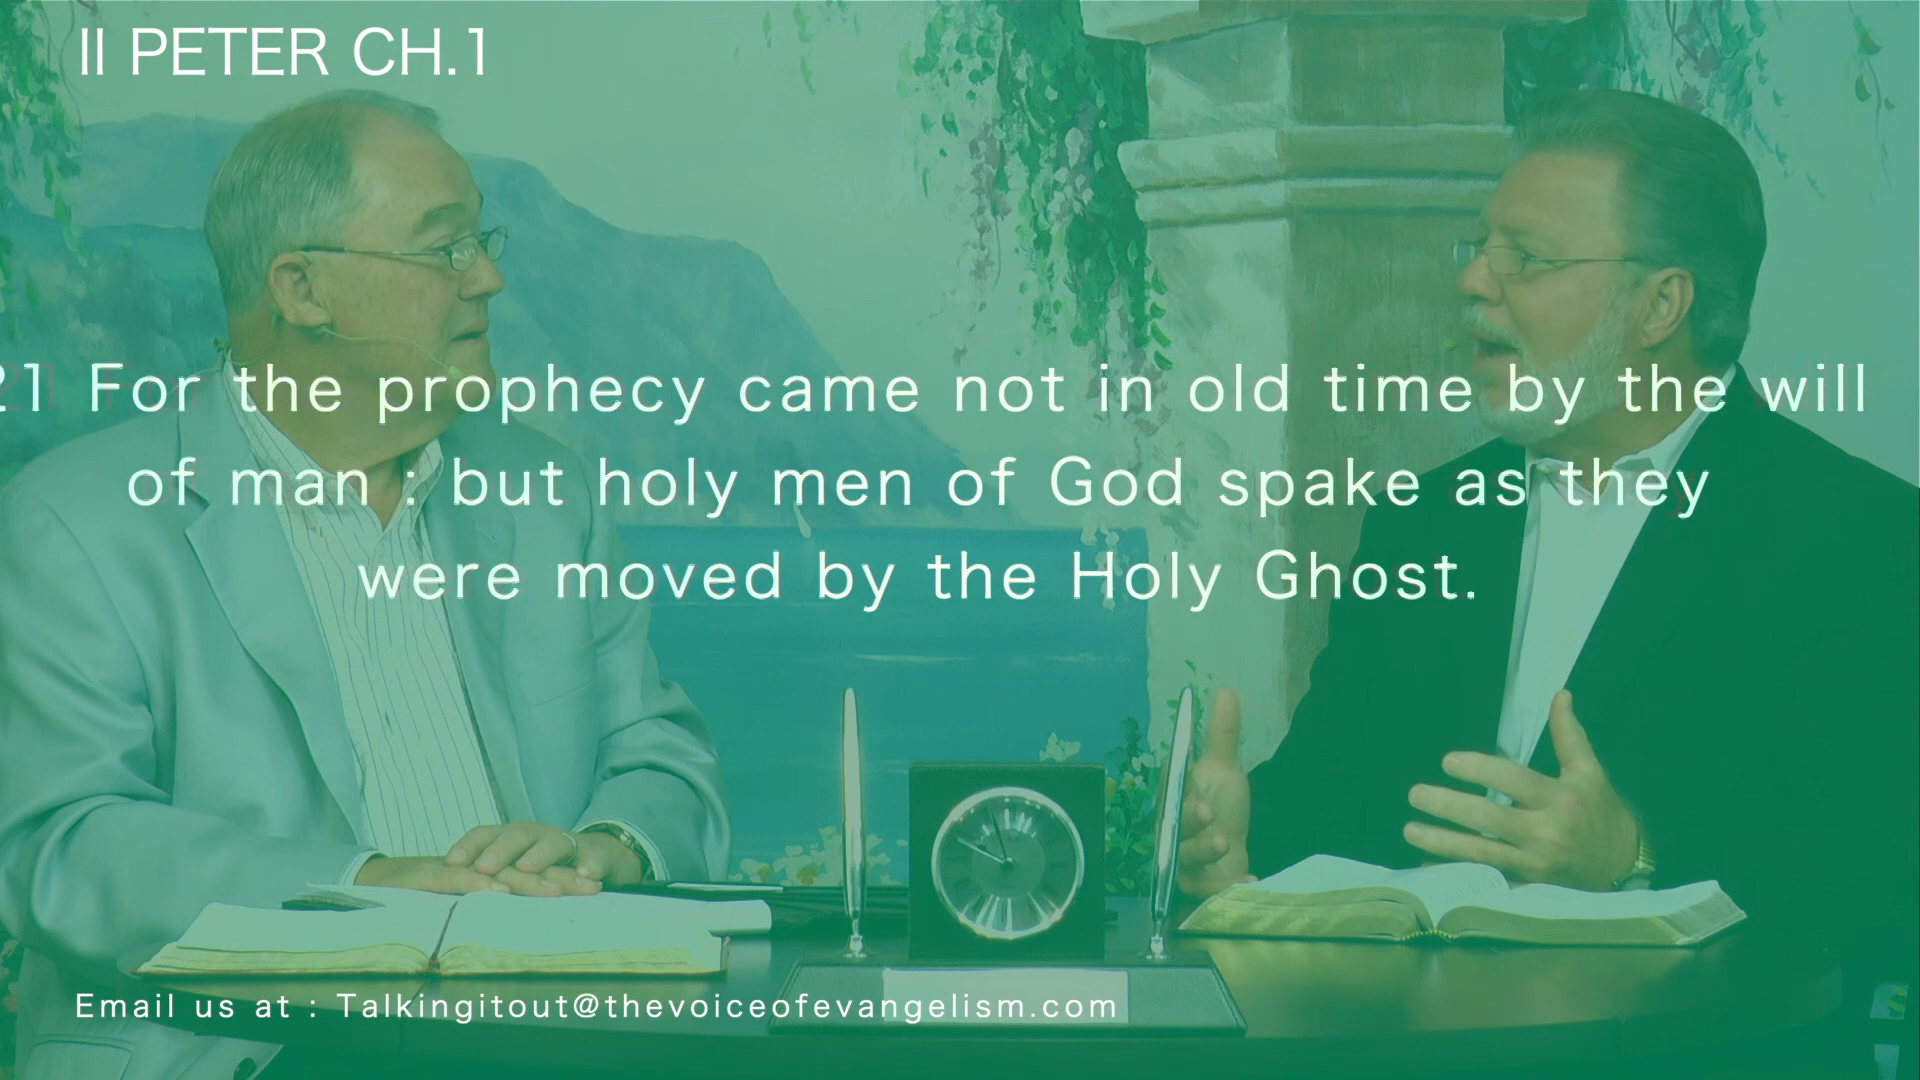 II PETER CH.1
21 For the prophecy came not in old time by the will
of man : but holy men of God spake as they
were moved by the Holy Ghost.
Email us at : Talkingitout@thevoiceofevangelism.com